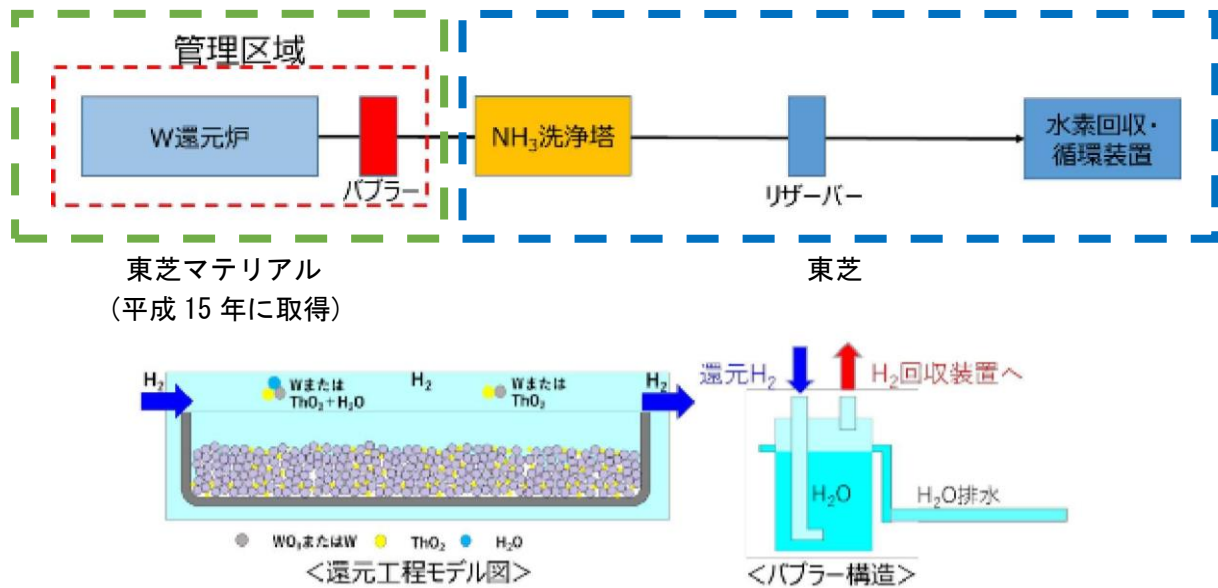 管理区域
W還元炉
バブラー
NH₃洗浄塔
リザーバー
水素回収・
循環装置
東芝マテリアル
(平成 15 年に取得)
東芝
H₂
Wまたは
ThO₂+H₂O
H₂
Wまたは
ThO₂
H₂
WO₃またはW
ThO₂
H₂O
<還元工程モデル図>
還元H₂
H₂回収装置へ
H₂O
H₂O排水
<バブラー構造>